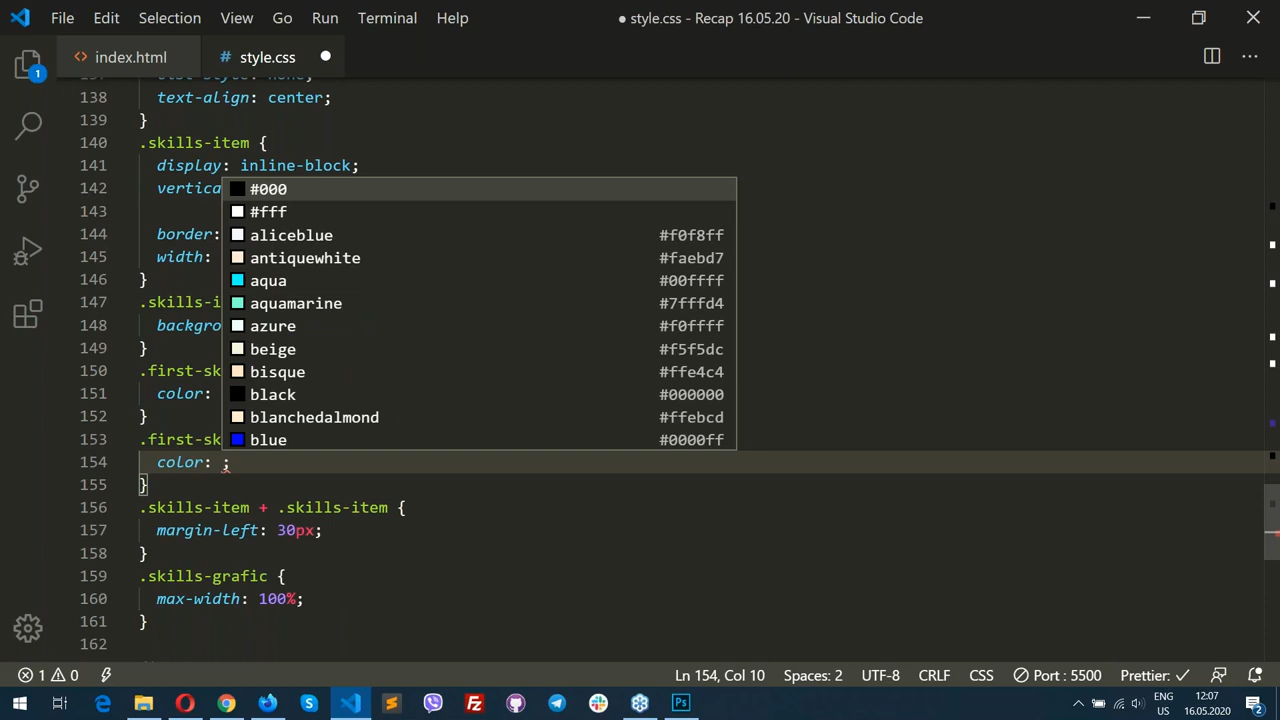 File Edit Selection View Go Run Terminal Help ● style.css - Recap 16.05.20 - Visual Studio Code
1 <> index.html # style.css ●
138 text-align: center;
139 }
140 .skills-item {
141 display: inline-block;
142 vertica
143
144 border:
145 width:
146 }
147 .skills-i
148 backgro
149 }
150 .first-sk
151 color:
152 }
153 .first-sk
#000
#fff
aliceblue #f0f8ff
antiquewhite #faebd7
aqua #00ffff
aquamarine #7fffd4
azure #f0ffff
beige #f5f5dc
bisque #ffe4c4
black #000000
blanchedalmond #ffebcd
blue #0000ff
154 color: ;
155 }
156 .skills-item + .skills-item {
157 margin-left: 30px;
158 }
159 .skills-grafic {
160 max-width: 100%;
161 }
162
1 0 Ln 154, Col 10 Spaces: 2 UTF-8 CRLF CSS Port : 5500 Prettier: ✓
ENG 12:07
US 16.05.2020 2